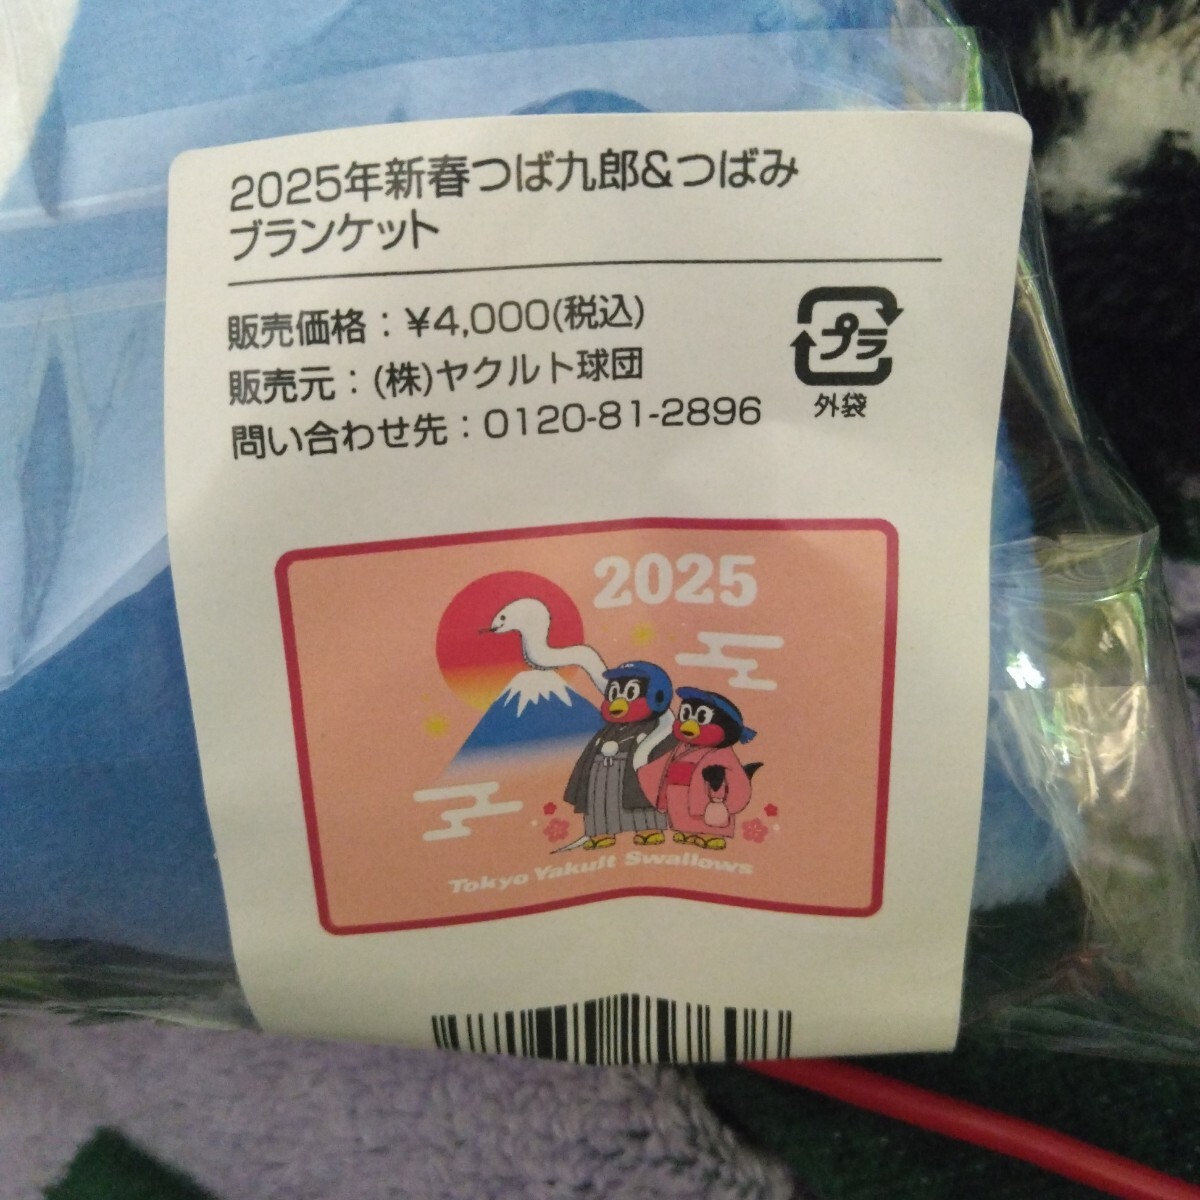 2025年新春つば九郎&つばみ
ブランケット
販売価格：¥4,000(税込)
販売元：(株)ヤクルト球団
問い合わせ先：0120-81-2896
プラ
外袋
2025
Tokyo Yakult Swallows